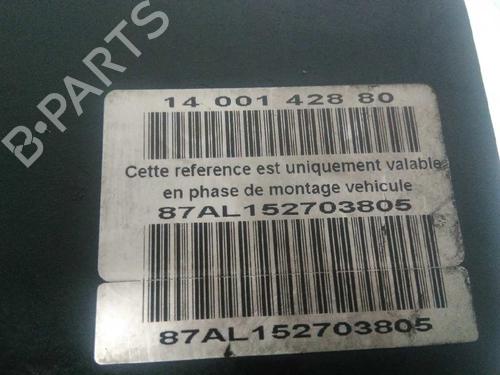 B-PARTS
14 001 428 80
Cette reference est uniquement valable
en phase de montage vehicule
87AL152703805
87AL152703805